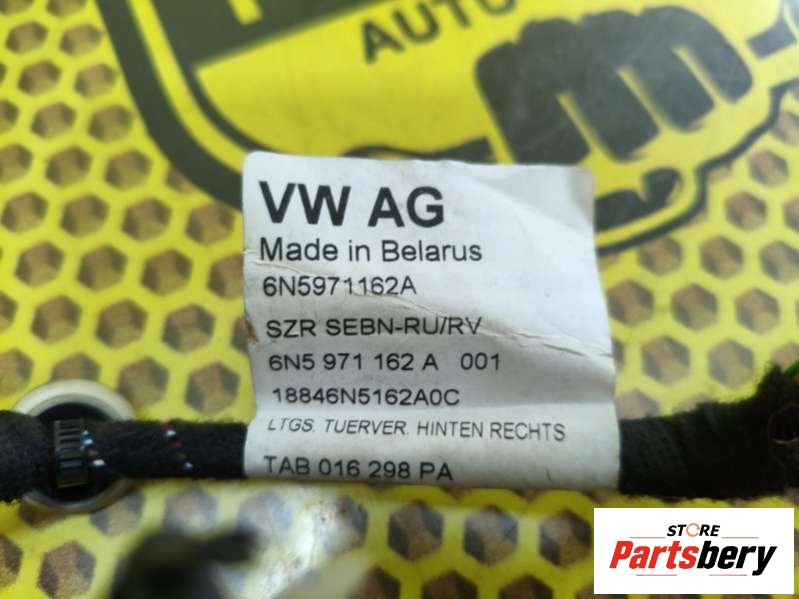 AUTO
VW AG
Made in Belarus
6N5971162A
SZR SEBN-RU/RV
6N5 971 162 A 001
18846N5162A0C
LTGS. TUERVER. HINTEN RECHTS
TAB 016 298 PA
STORE
Partsbery